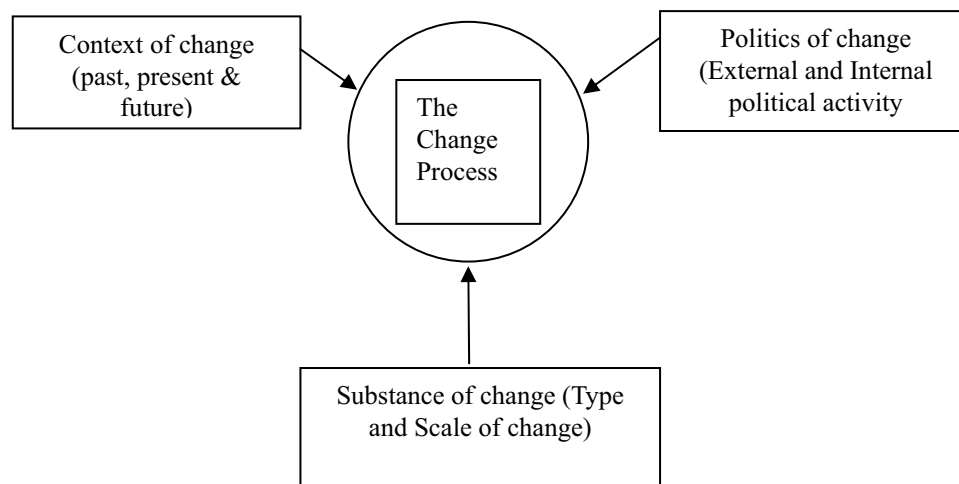 Context of change
(past, present &
future)
Politics of change
(External and Internal
political activity
The
Change
Process
Substance of change (Type
and Scale of change)